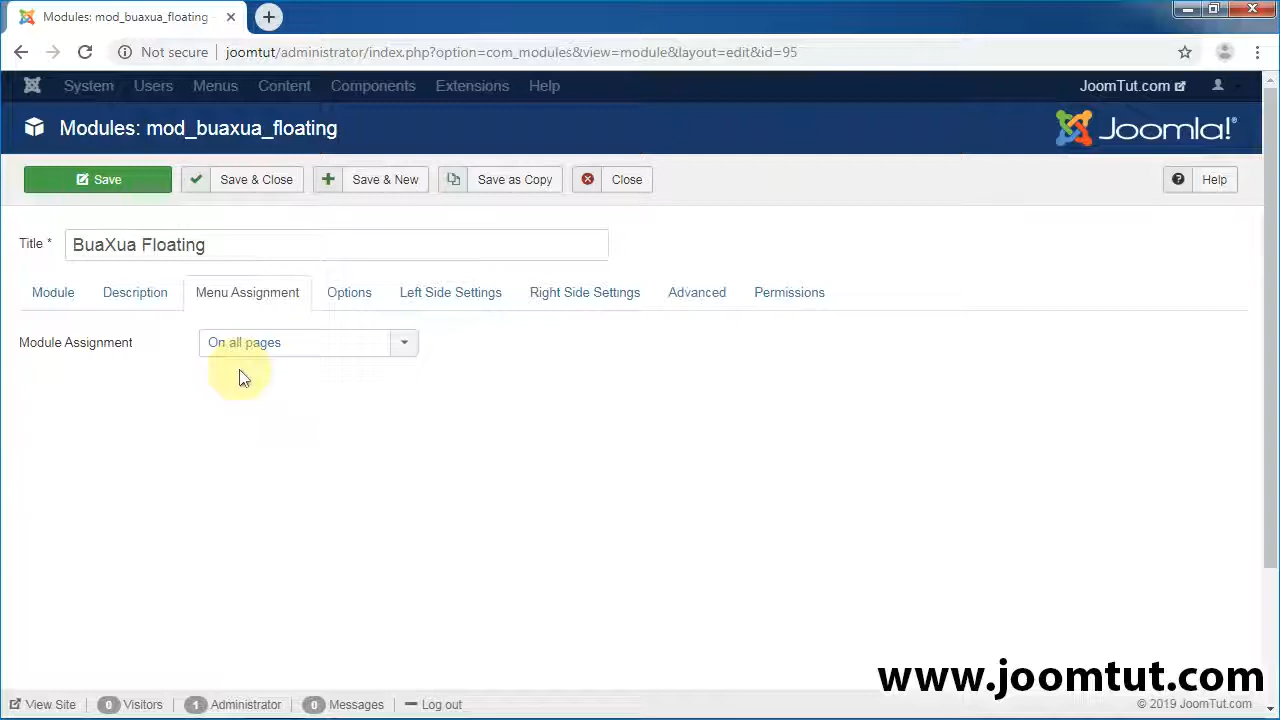 Modules: mod_buaxua_floating
Not secure joomtut/administrator/index.php?option=com_modules&view=module&layout=edit&id=95
System Users Menus Content Components Extensions Help JoomTut.com
Modules: mod_buaxua_floating Joomla!®
Save Save & Close Save & New Save as Copy Close Help
Title * BuaXua Floating
Module Description Menu Assignment Options Left Side Settings Right Side Settings Advanced Permissions
Module Assignment On all pages
www.joomtut.com
View Site 0 Visitors 1 Administrator 0 Messages Log out © 2019 JoomTut.com